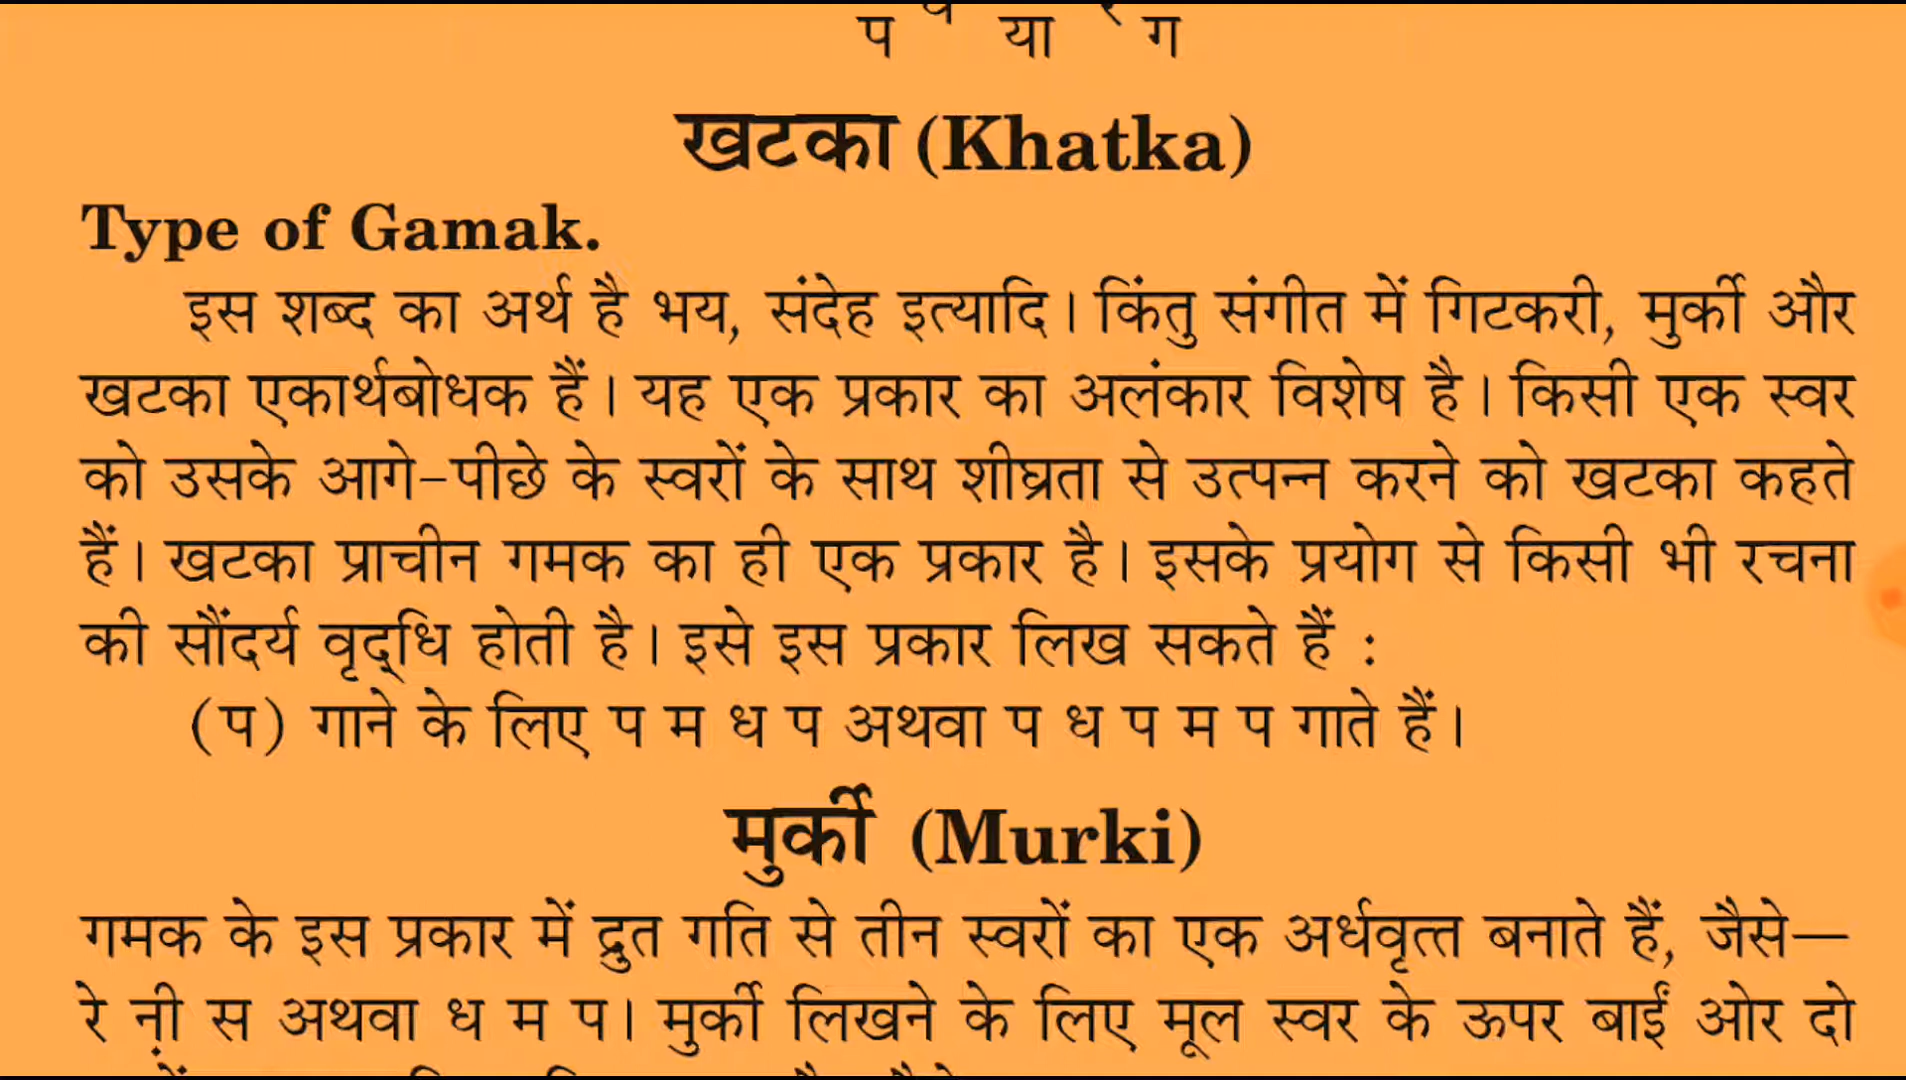 प या ग
खटका (Khatka)
Type of Gamak.
इस शब्द का अर्थ है भय, संदेह इत्यादि। किंतु संगीत में गिटकरी, मुर्की और
खटका एकार्थबोधक हैं। यह एक प्रकार का अलंकार विशेष है। किसी एक स्वर
को उसके आगे-पीछे के स्वरों के साथ शीघ्रता से उत्पन्न करने को खटका कहते
हैं। खटका प्राचीन गमक का ही एक प्रकार है। इसके प्रयोग से किसी भी रचना
की सौंदर्य वृद्धि होती है। इसे इस प्रकार लिख सकते हैं :
(प) गाने के लिए प म ध प अथवा प ध प म प गाते हैं।
मुर्की (Murki)
गमक के इस प्रकार में द्रुत गति से तीन स्वरों का एक अर्धवृत्त बनाते हैं, जैसे—
रे ऩी स अथवा ध म प। मुर्की लिखने के लिए मूल स्वर के ऊपर बाईं ओर दो